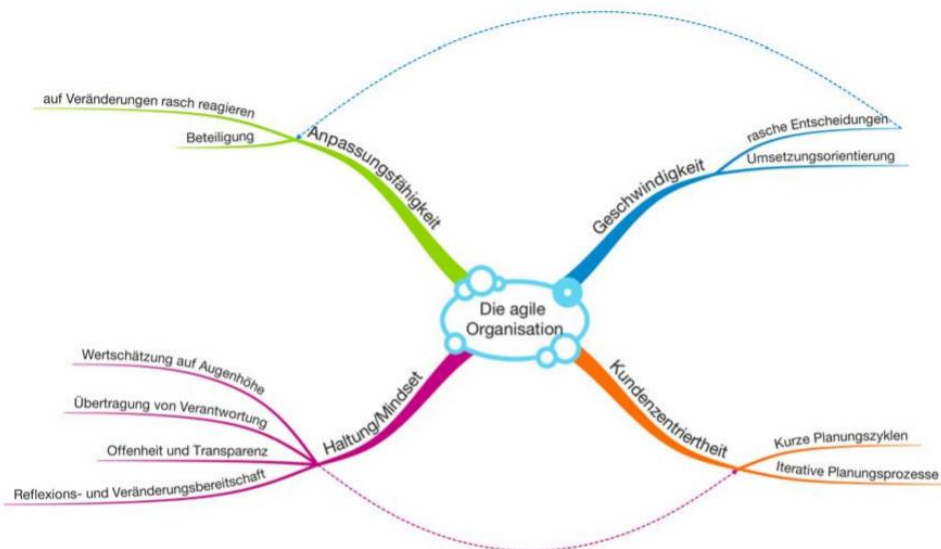 auf Veränderungen rasch reagieren
Beteiligung
Anpassungsfähigkeit
rasche Entscheidungen
Umsetzungsorientierung
Geschwindigkeit
Die agile
Organisation
Wertschätzung auf Augenhöhe
Übertragung von Verantwortung
Offenheit und Transparenz
Reflexions- und Veränderungsbereitschaft
Haltung/Mindset
Kundenzentriertheit
Kurze Planungszyklen
Iterative Planungsprozesse